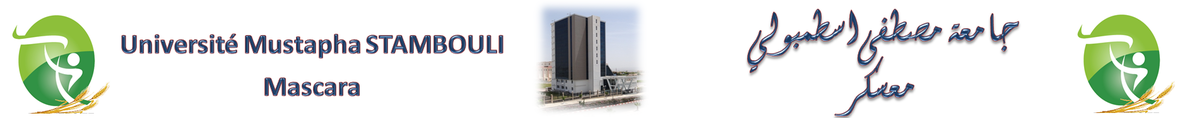 Université Mustapha STAMBOULI
Mascara
جامعة مصطفى اسطمبولي
معسكر